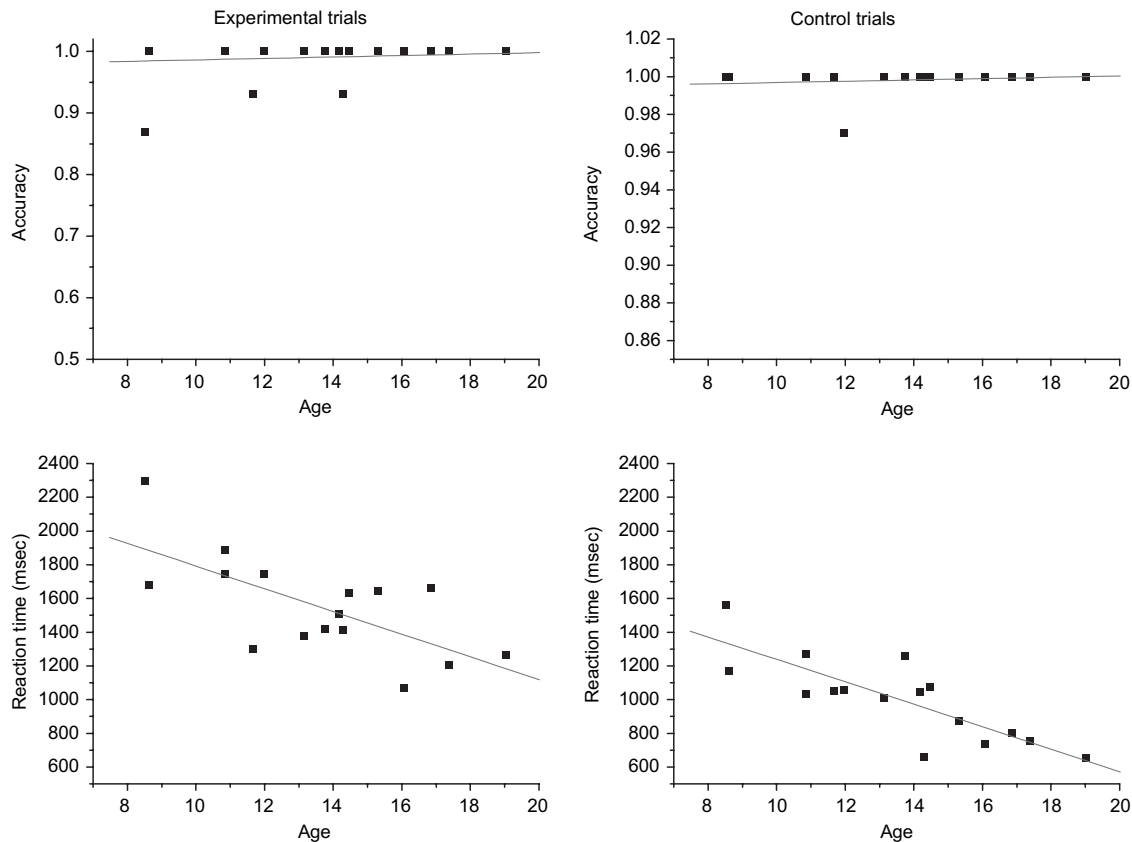 Experimental trials
1.0
0.9
0.8
0.7
0.6
0.5
Accuracy
8 10 12 14 16 18 20
Age
Control trials
1.02
1.00
0.98
0.96
0.94
0.92
0.90
0.88
0.86
Accuracy
8 10 12 14 16 18 20
Age
2400
2200
2000
1800
1600
1400
1200
1000
800
600
Reaction time (msec)
8 10 12 14 16 18 20
Age
2400
2200
2000
1800
1600
1400
1200
1000
800
600
Reaction time (msec)
8 10 12 14 16 18 20
Age